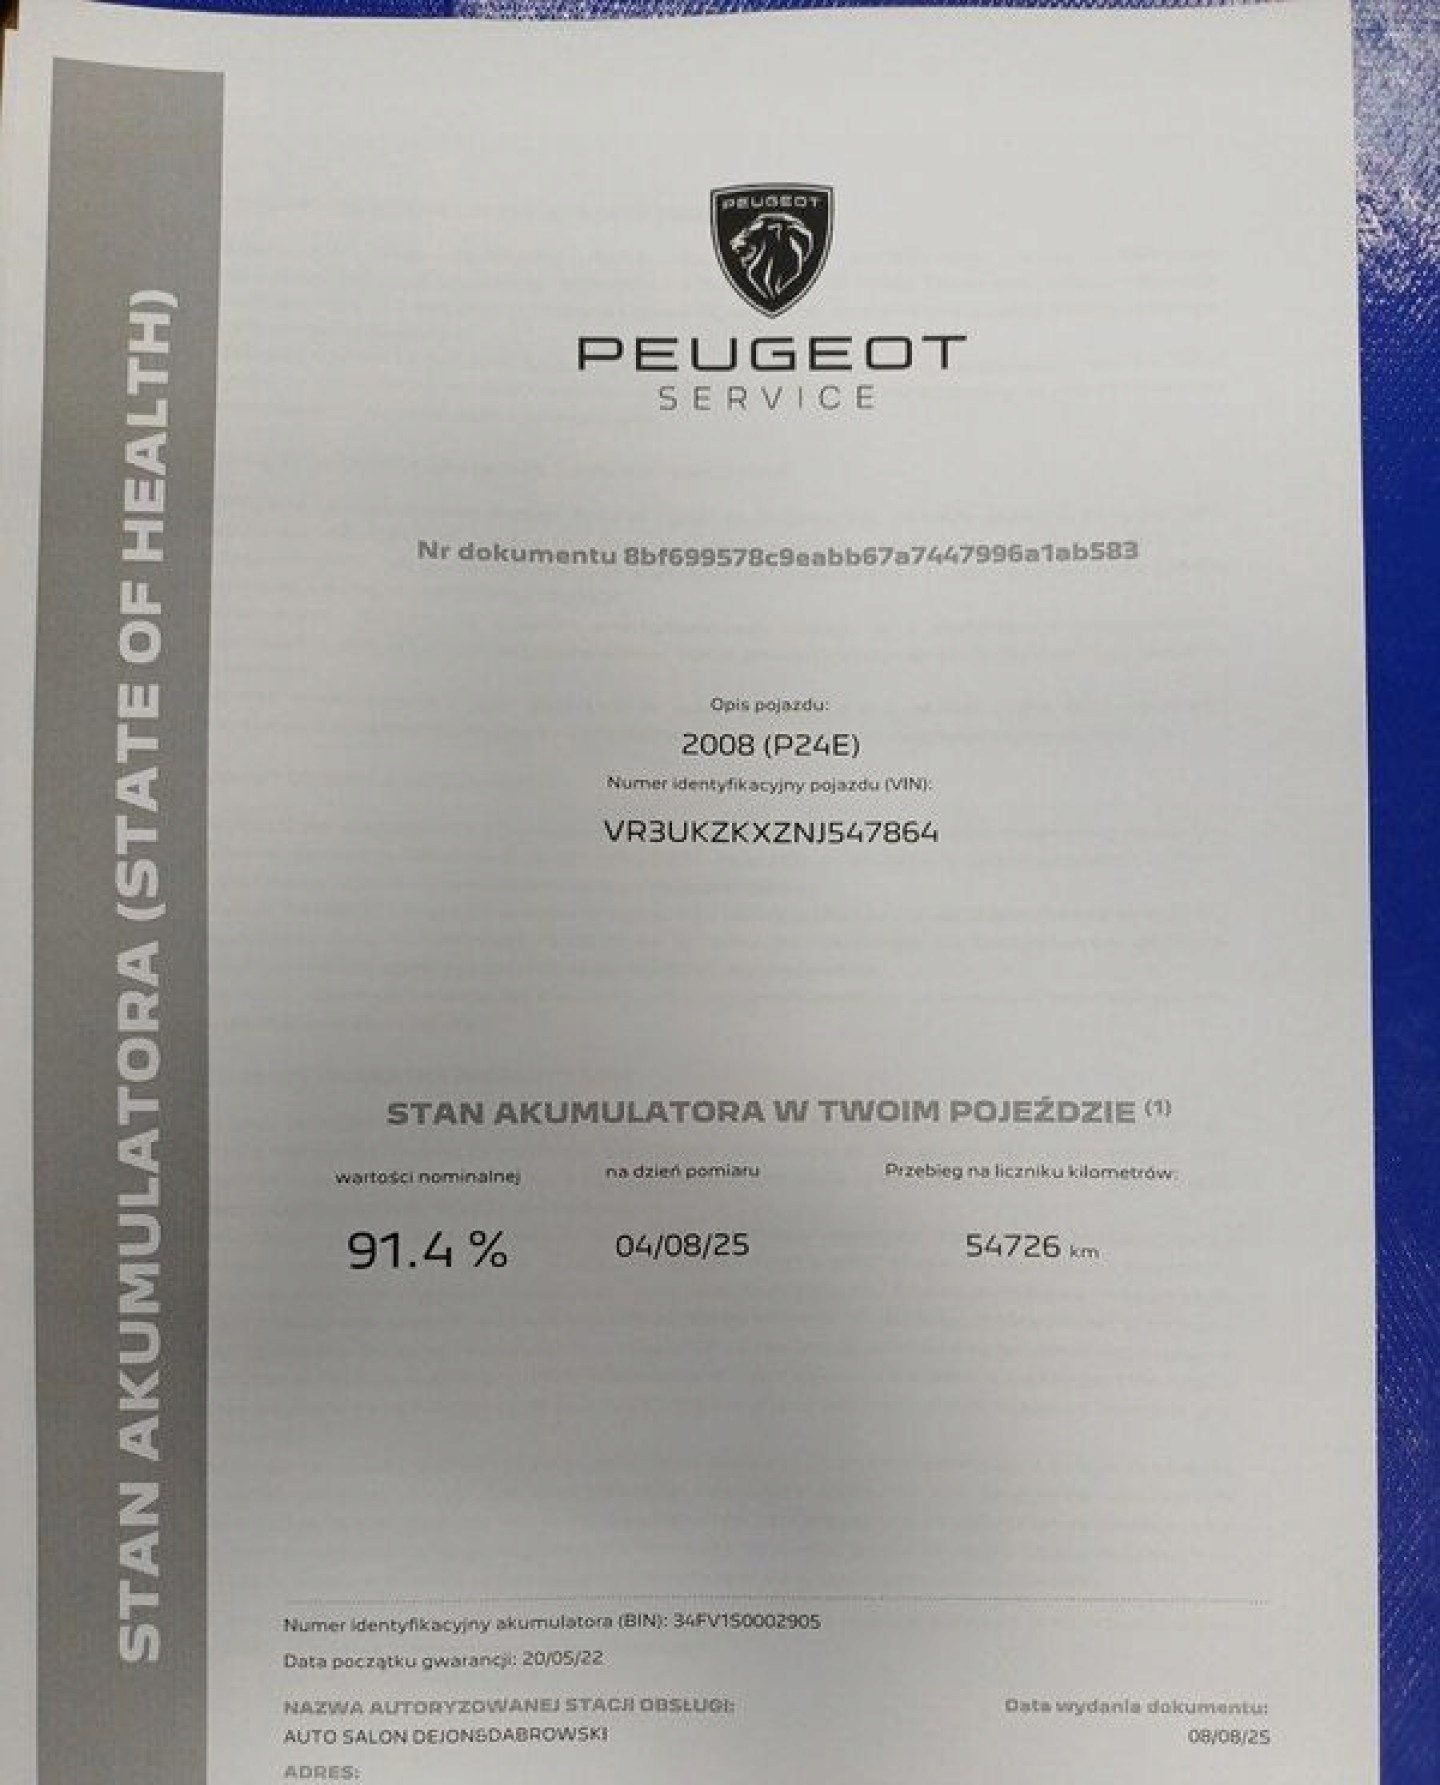 STAN AKUMULATORA (STATE OF HEALTH)
PEUGEOT
PEUGEOT
SERVICE
Nr dokumentu 8bf699578c9eabb67a7447996a1ab583
Opis pojazdu:
2008 (P24E)
Numer identyfikacyjny pojazdu (VIN):
VR3UKZKXZNJ547864
STAN AKUMULATORA W TWOIM POJEŹDZIE (1)
wartości nominalnej na dzień pomiaru Przebieg na liczniku kilometrów:
91.4 % 04/08/25 54726 km
Numer identyfikacyjny akumulatora (BIN): 34FV1S0002905
Data początku gwarancji: 20/05/22
NAZWA AUTORYZOWANEJ STACJI OBSŁUGI: Data wydania dokumentu:
AUTO SALON DEJON&DABROWSKI 08/08/25
ADRES: